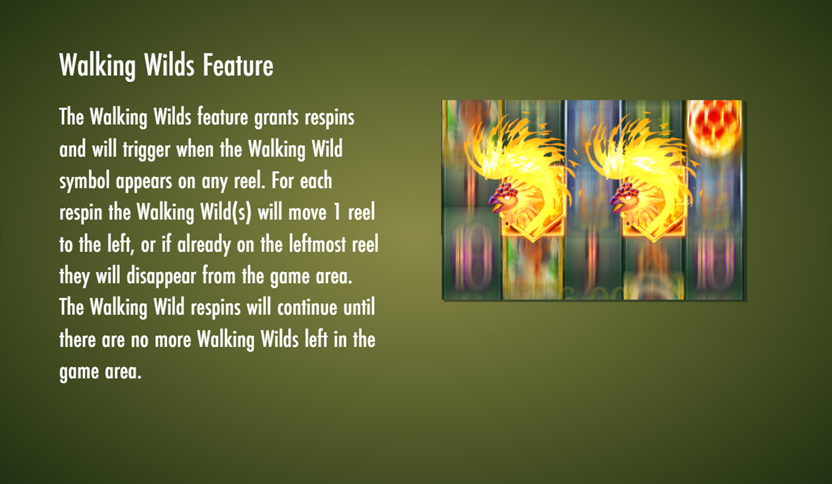 Walking Wilds Feature
The Walking Wilds feature grants respins
and will trigger when the Walking Wild
symbol appears on any reel. For each
respin the Walking Wild(s) will move 1 reel
to the left, or if already on the leftmost reel
they will disappear from the game area.
The Walking Wild respins will continue until
there are no more Walking Wilds left in the
game area.
10
10